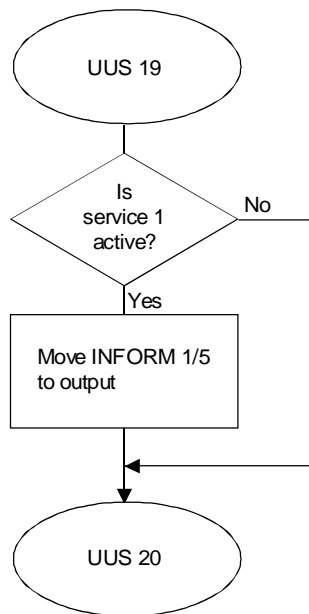 UUS 19
Is
service 1
active?
No
Yes
Move INFORM 1/5
to output
UUS 20